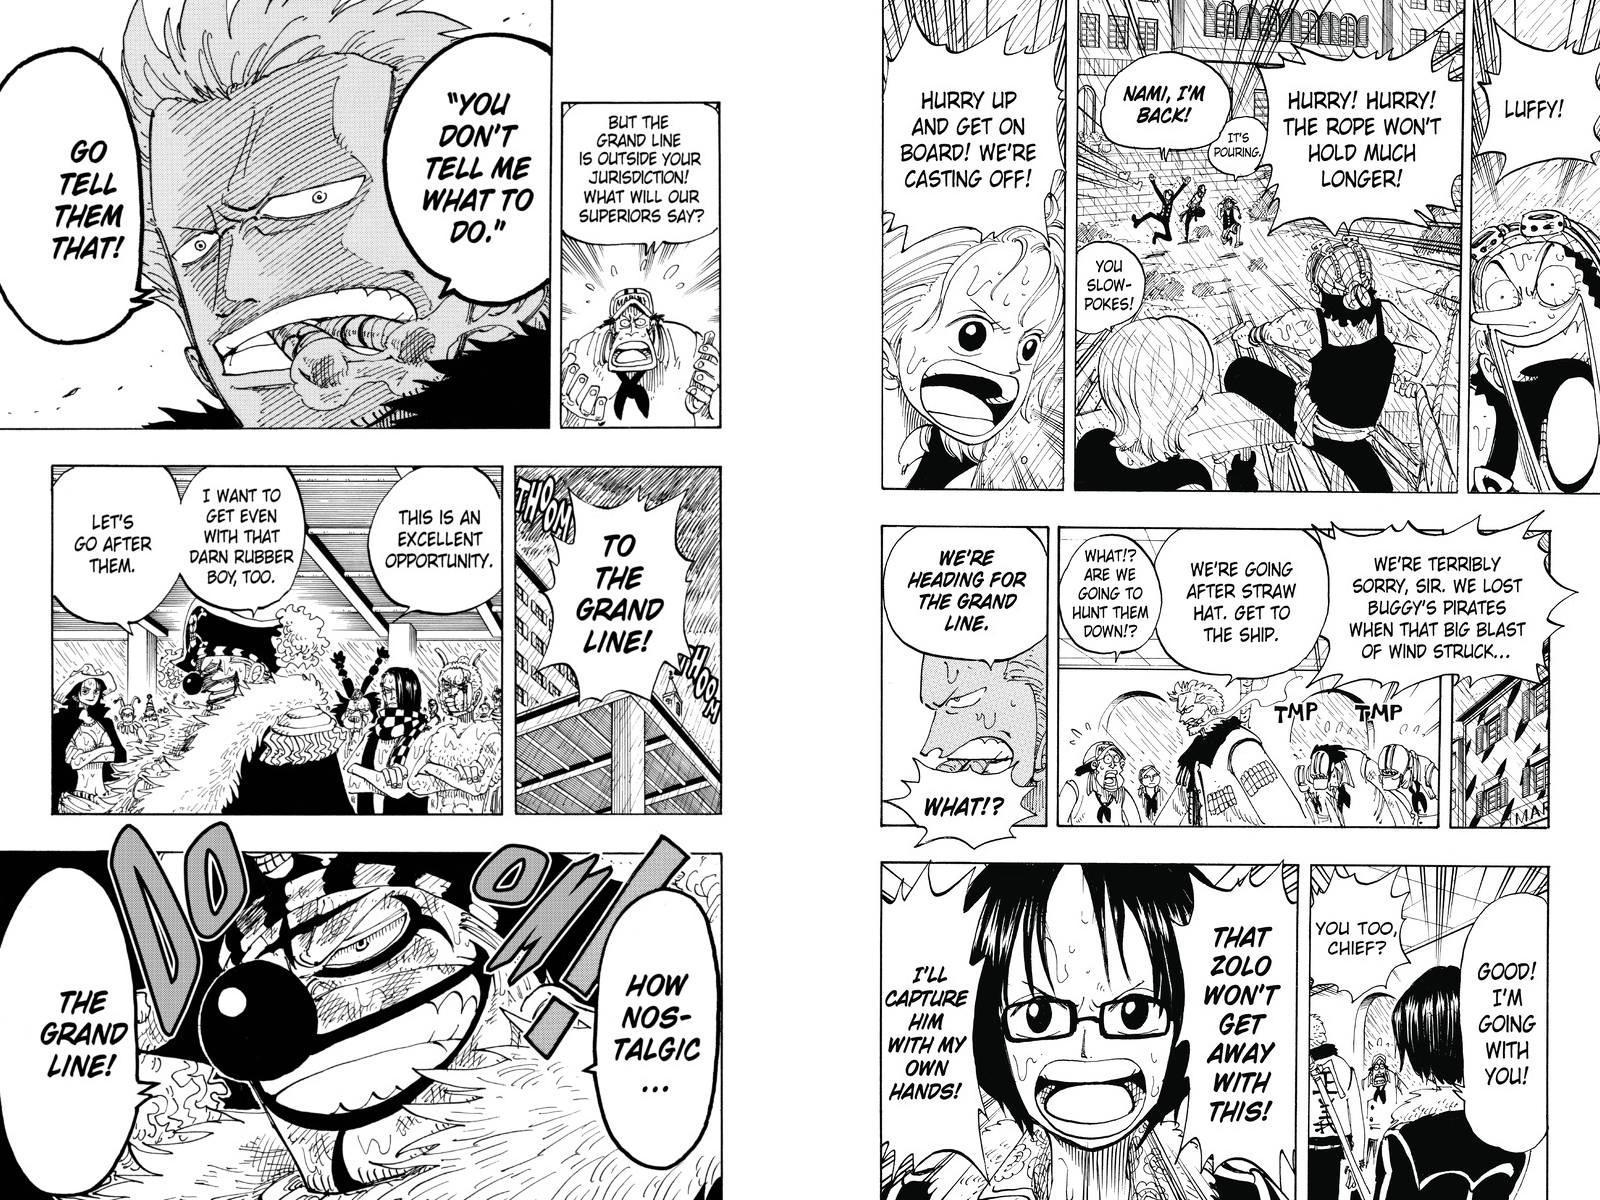 LUFFY!
HURRY! HURRY!
THE ROPE WON'T
HOLD MUCH
LONGER!
NAMI, I'M
BACK!
IT'S
POURING.
YOU
SLOW-
POKES!
HURRY UP
AND GET ON
BOARD! WE'RE
CASTING OFF!
WE'RE TERRIBLY
SORRY, SIR. WE LOST
BUGGY'S PIRATES
WHEN THAT BIG BLAST
OF WIND STRUCK...
MAR
TMP
TMP
WE'RE GOING
AFTER STRAW
HAT. GET TO
THE SHIP.
WHAT!?
ARE WE
GOING TO
HUNT THEM
DOWN!?
WE'RE
HEADING FOR
THE GRAND
LINE.
WHAT!?
GOOD!
I'M
GOING
WITH
YOU!
YOU TOO,
CHIEF?
THAT
ZOLO
WON'T
GET
AWAY
WITH
THIS!
I'LL
CAPTURE
HIM
WITH MY
OWN
HANDS!
BUT THE
GRAND LINE
IS OUTSIDE YOUR
JURISDICTION!
WHAT WILL OUR
SUPERIORS SAY?
MARINE
"YOU
DON'T
TELL ME
WHAT TO
DO."
GO
TELL
THEM
THAT!
THOOM
TO
THE
GRAND
LINE!
THOOM
THIS IS AN
EXCELLENT
OPPORTUNITY.
I WANT TO
GET EVEN
WITH THAT
DARN RUBBER
BOY, TOO.
LET'S
GO AFTER
THEM.
HOW
NOS-
TALGIC
...
DOOM!
THE
GRAND
LINE!